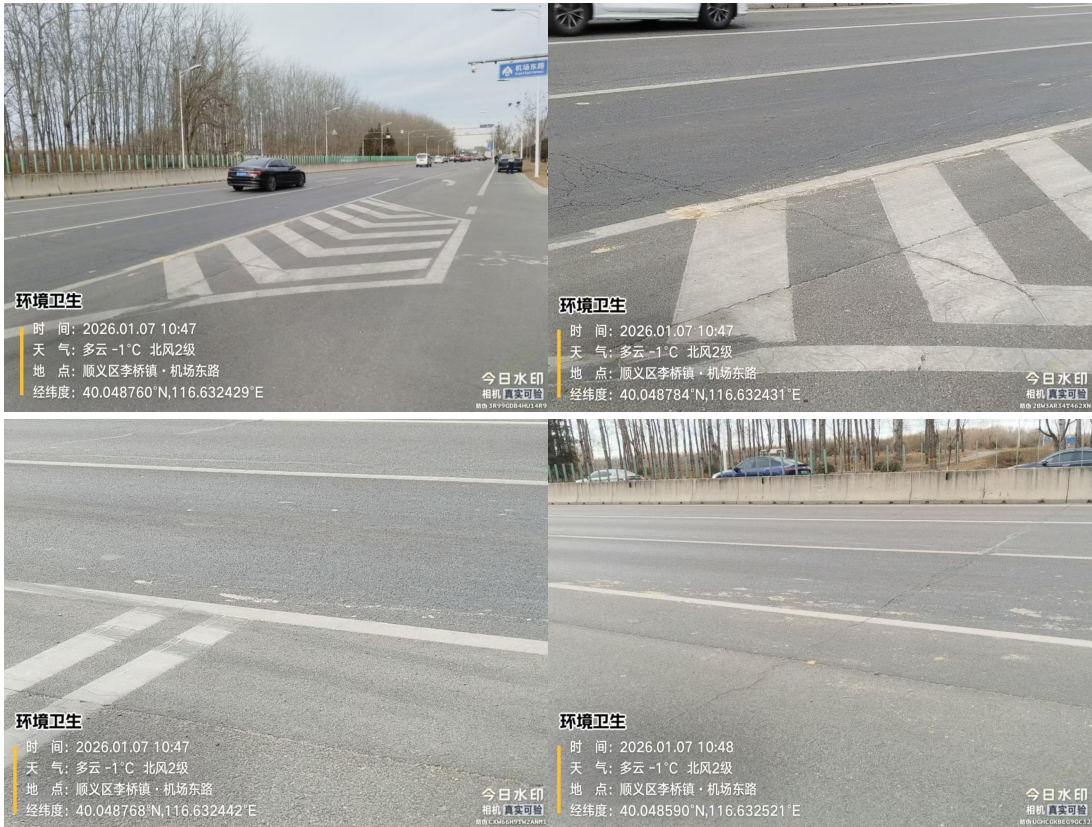 机场东路
环境卫生
时 间：2026.01.07 10:47
天 气：多云 -1℃ 北风2级
地 点：顺义区李桥镇·机场东路
经纬度：40.048760°N,116.632429°E
今日水印
相机 真实可验
防伪 3R99GDB4HU14R9
环境卫生
时 间：2026.01.07 10:47
天 气：多云 -1℃ 北风2级
地 点：顺义区李桥镇·机场东路
经纬度：40.048784°N,116.632431°E
今日水印
相机 真实可验
防伪 2BW3AR34T462XN
环境卫生
时 间：2026.01.07 10:47
天 气：多云 -1℃ 北风2级
地 点：顺义区李桥镇·机场东路
经纬度：40.048768°N,116.632442°E
今日水印
相机 真实可验
防伪
环境卫生
时 间：2026.01.07 10:48
天 气：多云 -1℃ 北风2级
地 点：顺义区李桥镇·机场东路
经纬度：40.048590°N,116.632521°E
今日水印
相机 真实可验
防伪